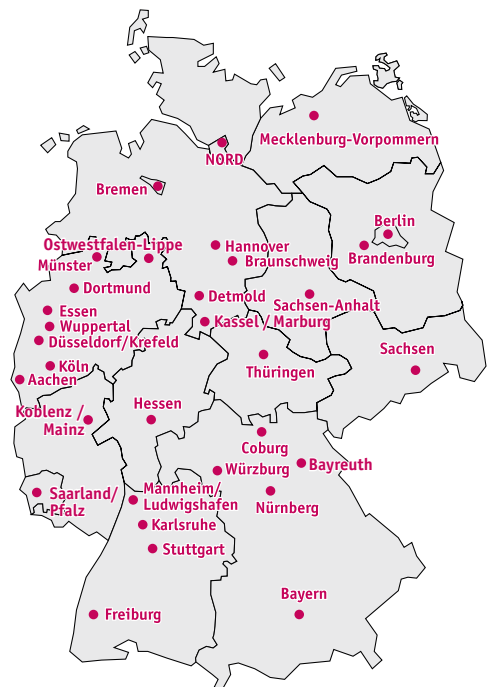 Mecklenburg-Vorpommern
NORD
Bremen
Berlin
Ostwestfalen-Lippe
Hannover
Brandenburg
Münster
Braunschweig
Dortmund
Detmold
Sachsen-Anhalt
Essen
Kassel / Marburg
Wuppertal
Düsseldorf/Krefeld
Sachsen
Köln
Thüringen
Aachen
Hessen
Koblenz /
Mainz
Coburg
Bayreuth
Würzburg
Saarland/
Pfalz
Mannheim/
Ludwigshafen
Nürnberg
Karlsruhe
Stuttgart
Bayern
Freiburg